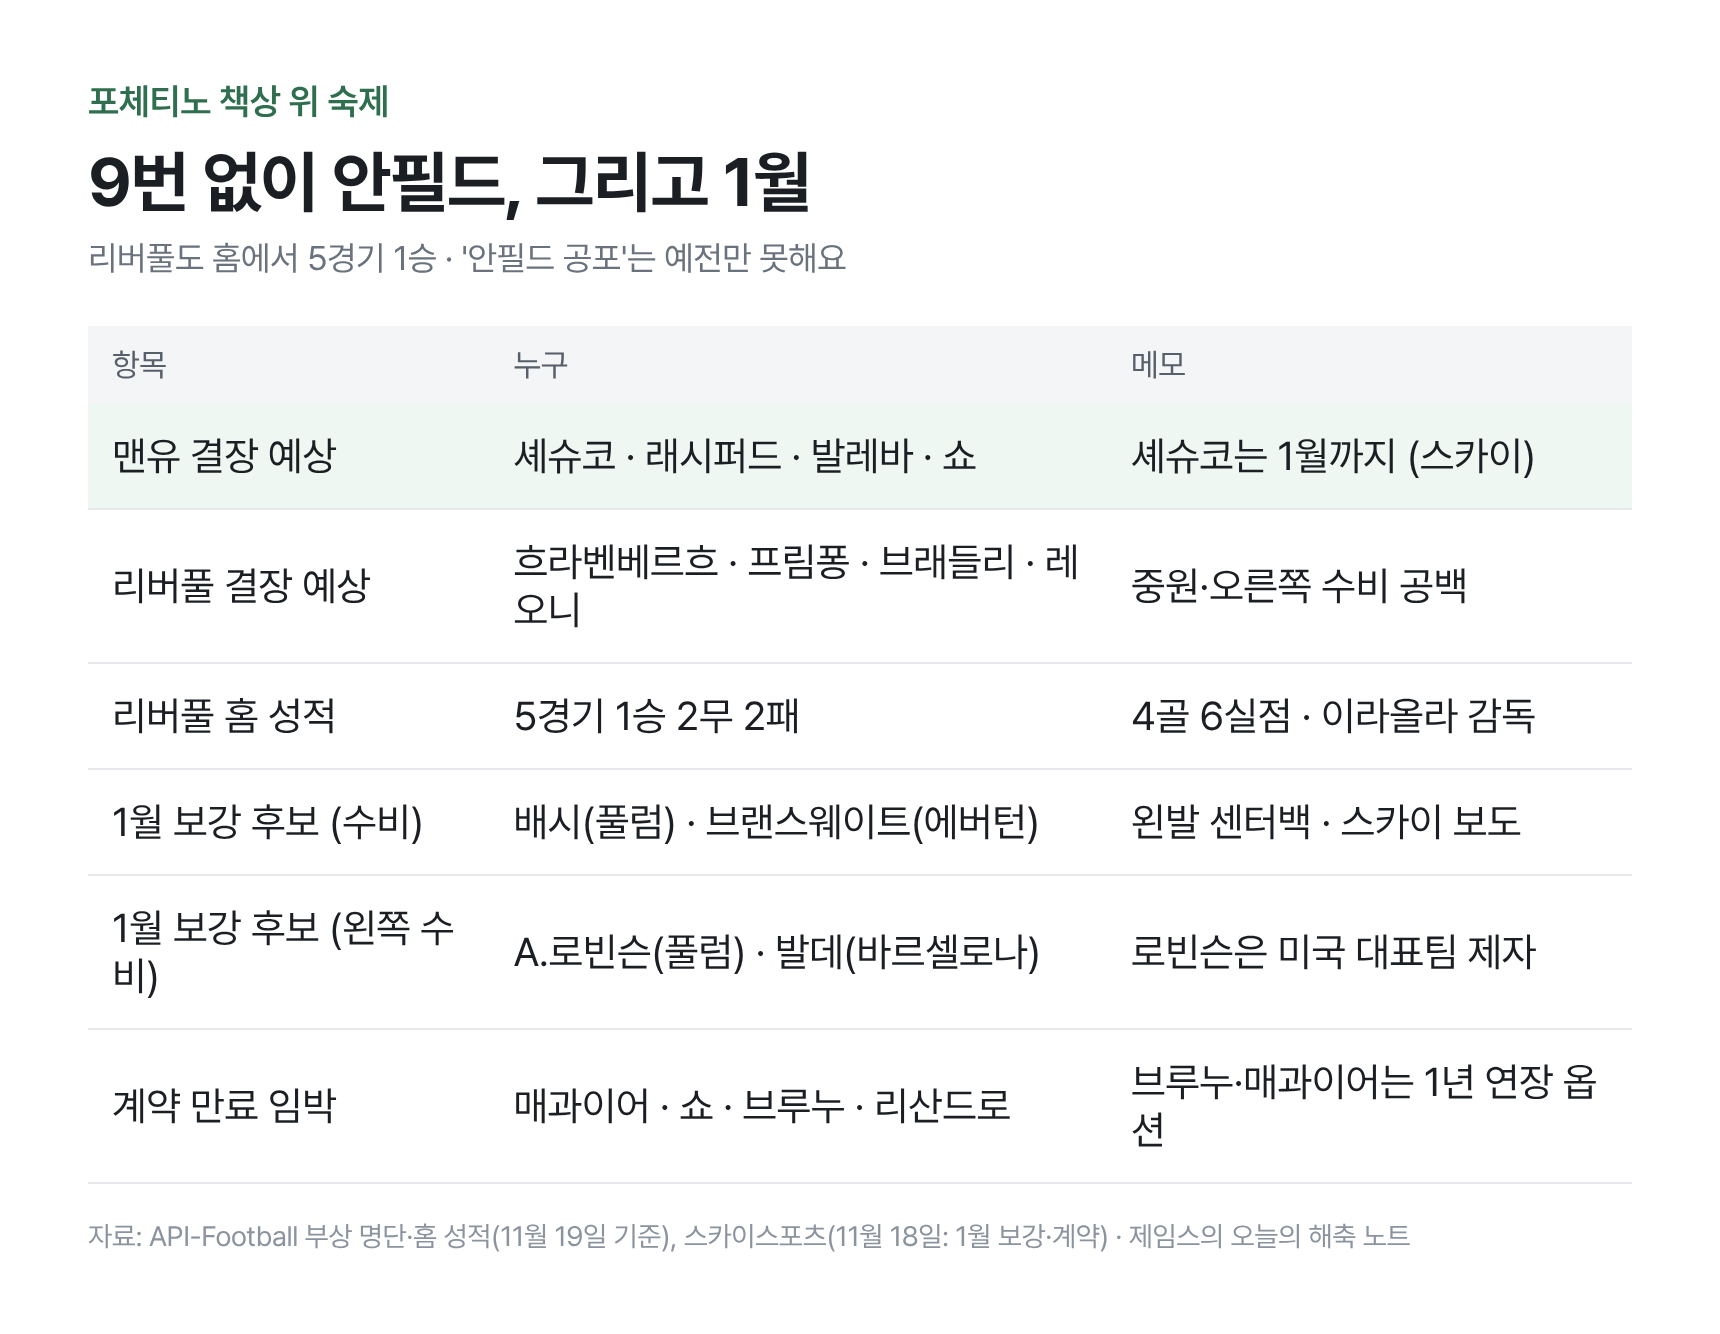 포체티노 책상 위 숙제
9번 없이 안필드, 그리고 1월
리버풀도 홈에서 5경기 1승 · '안필드 공포'는 예전만 못해요
항목 누구 메모
맨유 결장 예상 셰슈코 · 래시퍼드 · 발레바 · 쇼 셰슈코는 1월까지 (스카이)
리버풀 결장 예상 흐라벤베르흐 · 프림퐁 · 브래들리 · 레
오니 중원·오른쪽 수비 공백
리버풀 홈 성적 5경기 1승 2무 2패 4골 6실점 · 이라올라 감독
1월 보강 후보 (수비) 배시(풀럼) · 브랜스웨이트(에버턴) 왼발 센터백 · 스카이 보도
1월 보강 후보 (왼쪽 수
비) A.로빈슨(풀럼) · 발데(바르셀로나) 로빈슨은 미국 대표팀 제자
계약 만료 임박 매과이어 · 쇼 · 브루누 · 리산드로 브루누·매과이어는 1년 연장 옵
션
자료: API-Football 부상 명단·홈 성적(11월 19일 기준), 스카이스포츠(11월 18일: 1월 보강·계약) · 제임스의 오늘의 해축 노트